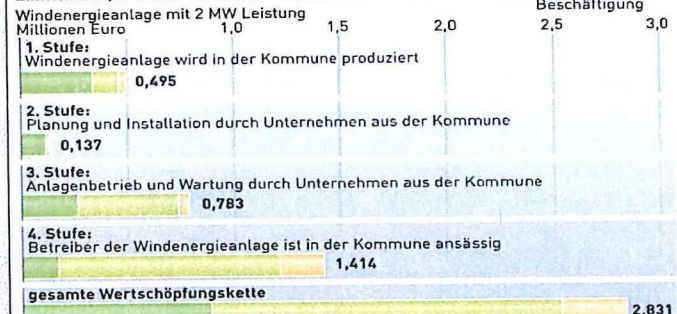 Beschäftigung
Windenergieanlage mit 2 MW Leistung
Millionen Euro 1,0 1,5 2,0 2,5 3,0
1. Stufe:
Windenergieanlage wird in der Kommune produziert
0,495
2. Stufe:
Planung und Installation durch Unternehmen aus der Kommune
0,137
3. Stufe:
Anlagenbetrieb und Wartung durch Unternehmen aus der Kommune
0,783
4. Stufe:
Betreiber der Windenergieanlage ist in der Kommune ansässig
1,414
gesamte Wertschöpfungskette
2,831